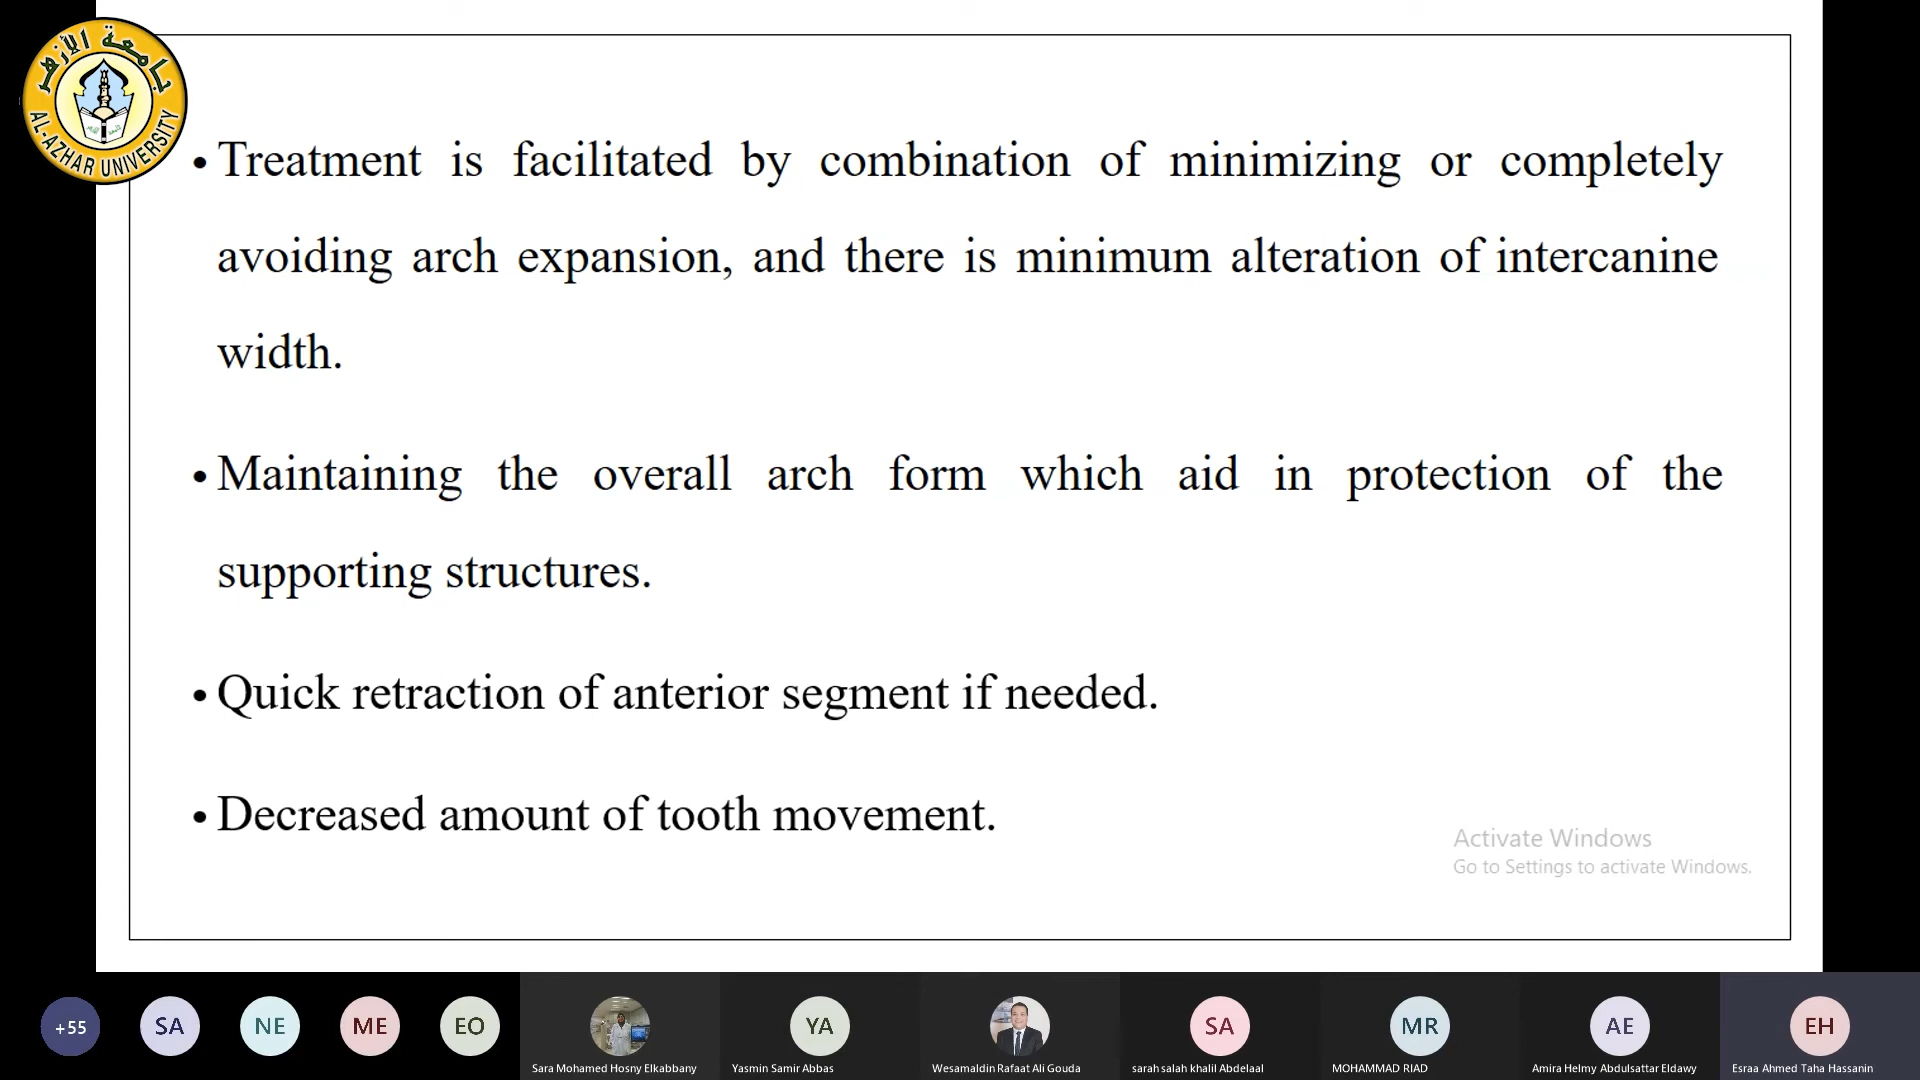 جامعة الأزهر
AL-AZHAR UNIVERSITY
• Treatment is facilitated by combination of minimizing or completely
avoiding arch expansion, and there is minimum alteration of intercanine
width.
• Maintaining the overall arch form which aid in protection of the
supporting structures.
• Quick retraction of anterior segment if needed.
• Decreased amount of tooth movement.
Activate Windows
Go to Settings to activate Windows.
+55 SA NE ME EO YA SA MR AE EH
Sara Mohamed Hosny Elkabbany Yasmin Samir Abbas Wesamaldin Rafaat Ali Gouda sarah salah khalil Abdelaal MOHAMMAD RIAD Amira Helmy Abdulsattar Eldawy Esraa Ahmed Taha Hassanin